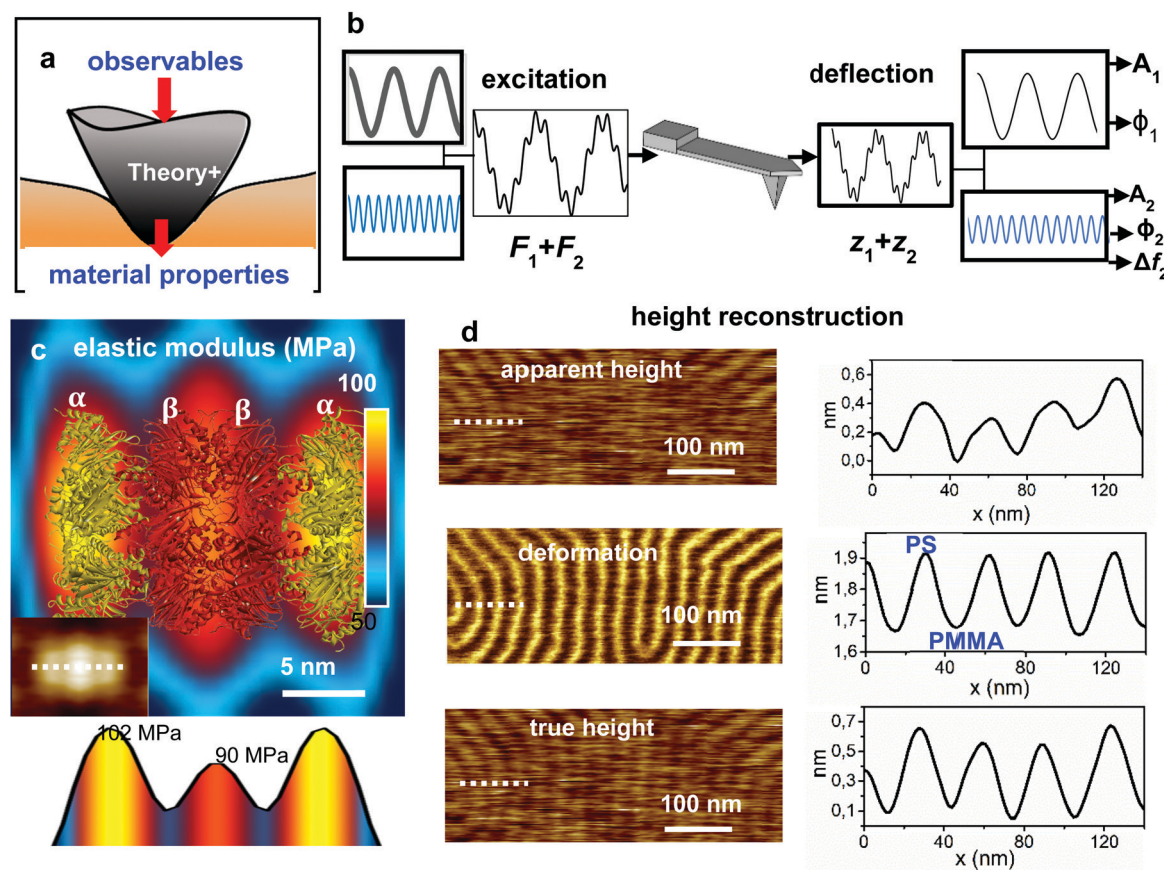 a
observables
Theory+
material properties
b
excitation
F₁+F₂
deflection
z₁+z₂
A₁
ϕ₁
A₂
ϕ₂
Δf₂
c
elastic modulus (MPa)
100
α
β
β
α
50
5 nm
102 MPa
90 MPa
d
height reconstruction
apparent height
100 nm
nm
0,6
0,4
0,2
0,0
0
40
80
120
x (nm)
deformation
100 nm
nm
1,9
1,8
1,7
1,6
PS
PMMA
0
40
80
120
x (nm)
true height
100 nm
nm
0,7
0,5
0,3
0,1
0
40
80
120
x (nm)